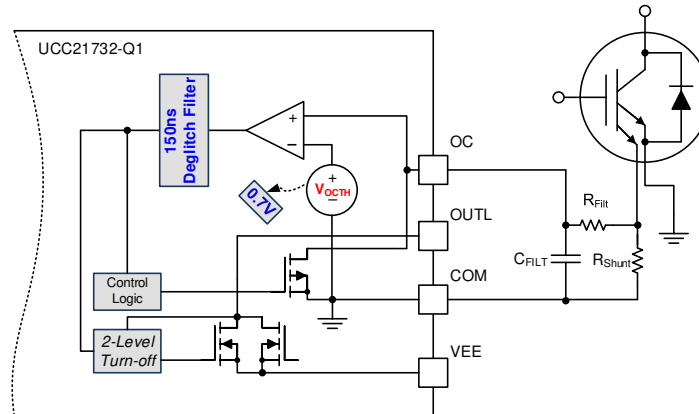 UCC21732-Q1
150ns
Deglitch Filter
+
−
+
VOCTH
−
0.7V
OC
OUTL
COM
VEE
RFilt
CFILT
RShunt
Control
Logic
2-Level
Turn-off